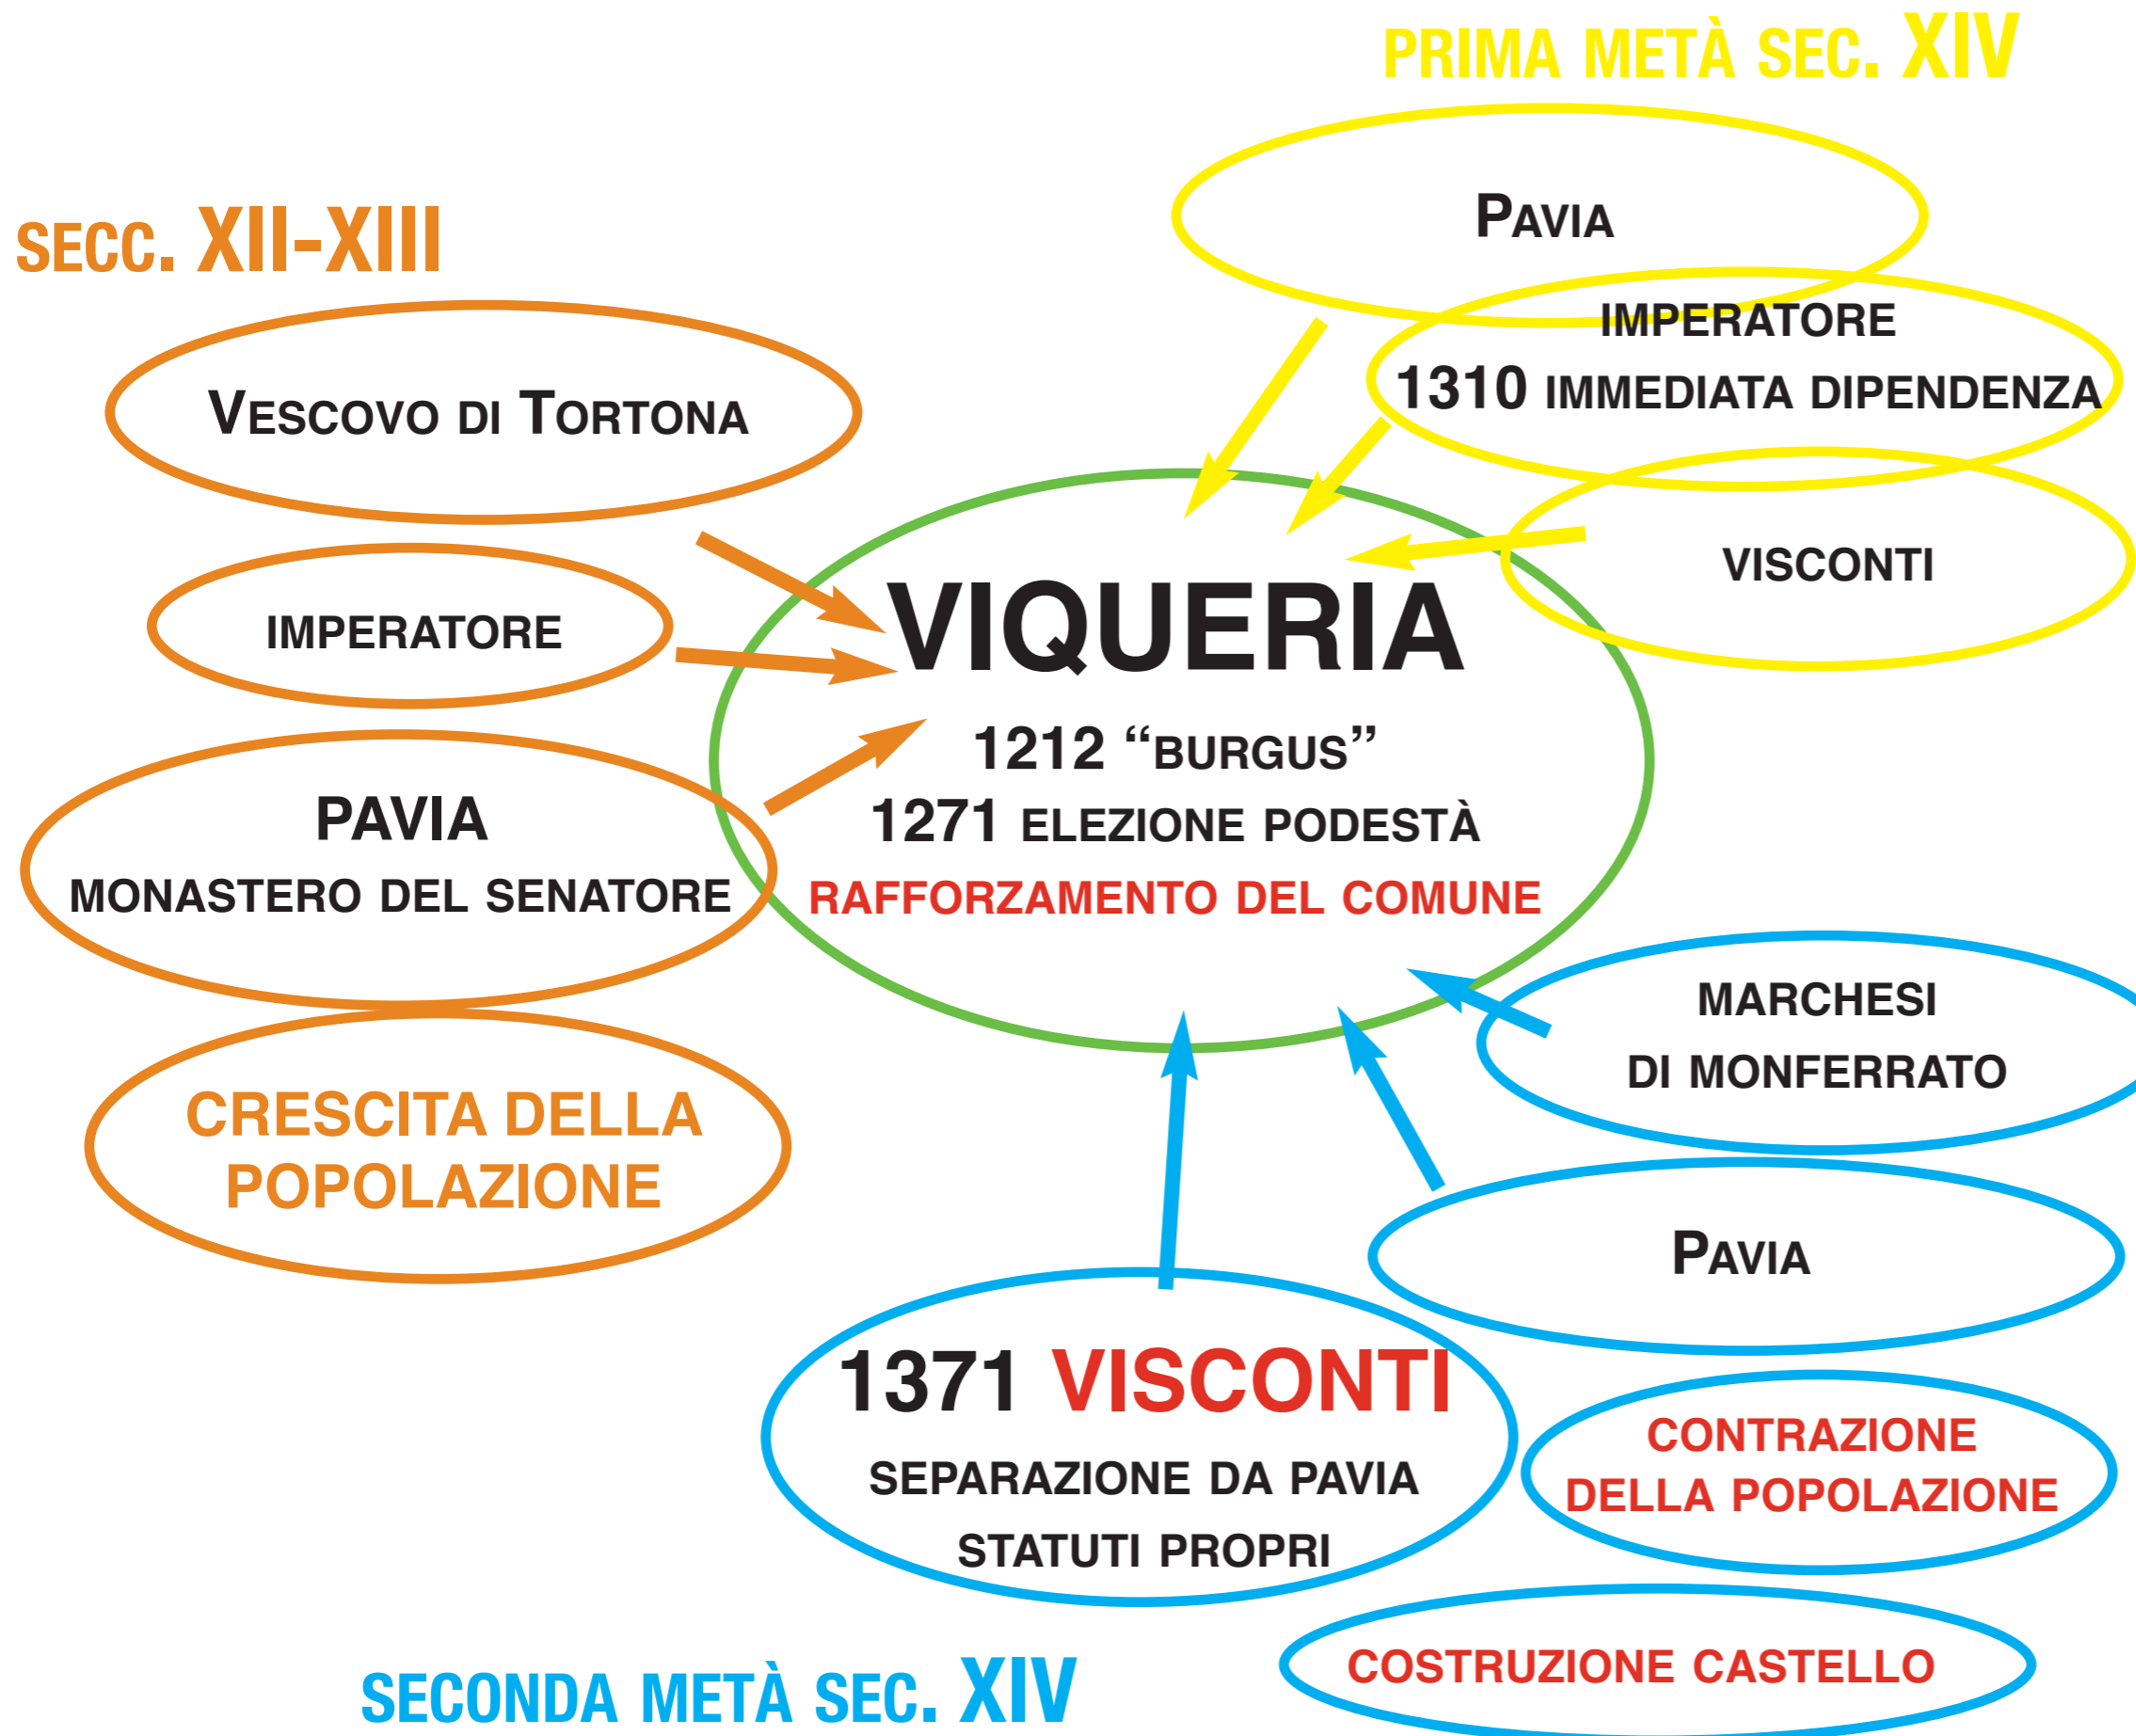 PRIMA METÀ SEC. XIV
PAVIA
IMPERATORE
1310 IMMEDIATA DIPENDENZA
VISCONTI
SECC. XII-XIII
VESCOVO DI TORTONA
IMPERATORE
PAVIA
MONASTERO DEL SENATORE
CRESCITA DELLA
POPOLAZIONE
VIQUERIA
1212 “BURGUS”
1271 ELEZIONE PODESTÀ
RAFFORZAMENTO DEL COMUNE
MARCHESI
DI MONFERRATO
PAVIA
1371 VISCONTI
SEPARAZIONE DA PAVIA
STATUTI PROPRI
CONTRAZIONE
DELLA POPOLAZIONE
COSTRUZIONE CASTELLO
SECONDA METÀ SEC. XIV